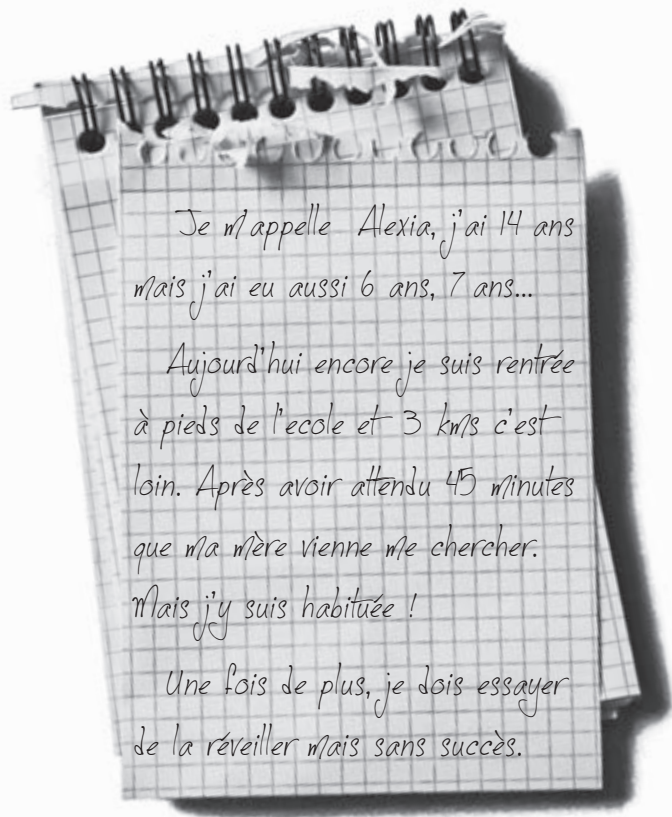 Je m'appelle Alexia, j'ai 14 ans
mais j'ai eu aussi 6 ans, 7 ans...
Aujourd'hui encore je suis rentrée
à pieds de l'ecole et 3 kms c'est
loin. Après avoir attendu 45 minutes
que ma mère vienne me chercher.
Mais j'y suis habituée !
Une fois de plus, je dois essayer
de la réveiller mais sans succès.